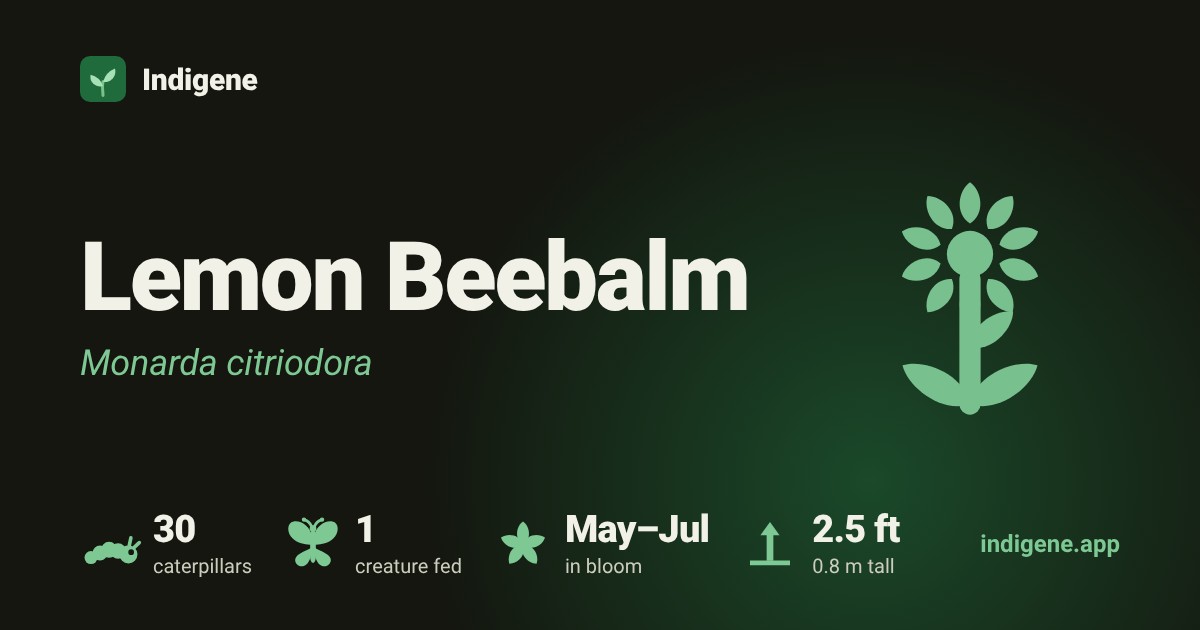 Indigene
Lemon Beebalm
Monarda citriodora
30
caterpillars
1
creature fed
May–Jul
in bloom
2.5 ft
0.8 m tall
indigene.app